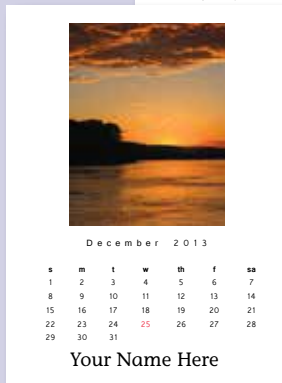 December 2013
s m t w th f sa
1 2 3 4 5 6 7
8 9 10 11 12 13 14
15 16 17 18 19 20 21
22 23 24 25 26 27 28
29 30 31
Your Name Here